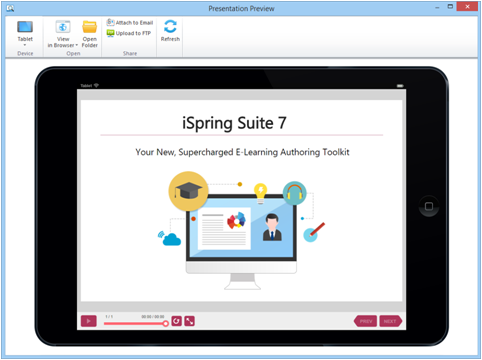 Presentation Preview
Tablet
Device
View
in Browser
Open
Folder
Open
Attach to Email
Upload to FTP
Share
Refresh
Tablet
iSpring Suite 7
Your New, Supercharged E-Learning Authoring Toolkit
1 / 1
00:00 / 00:00
PREV
NEXT